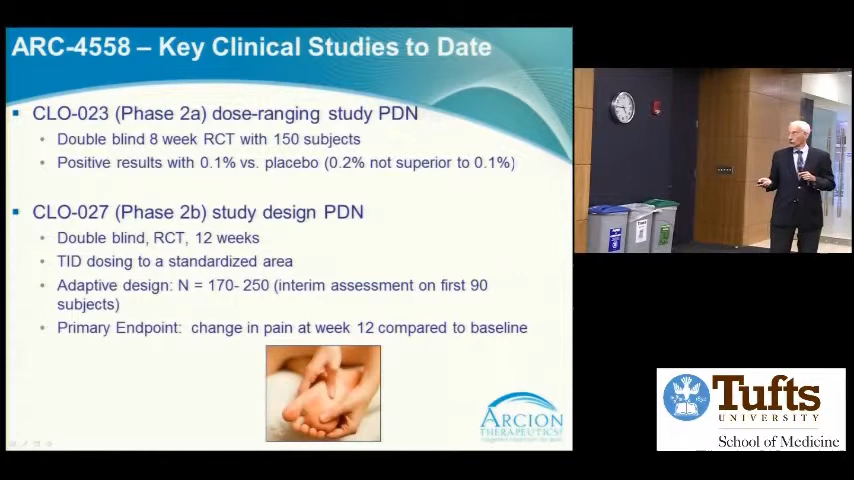 ARC-4558 – Key Clinical Studies to Date
CLO-023 (Phase 2a) dose-ranging study PDN
Double blind 8 week RCT with 150 subjects
Positive results with 0.1% vs. placebo (0.2% not superior to 0.1%)
CLO-027 (Phase 2b) study design PDN
Double blind, RCT, 12 weeks
TID dosing to a standardized area
Adaptive design: N = 170- 250 (interim assessment on first 90
subjects)
Primary Endpoint: change in pain at week 12 compared to baseline
ARCION
THERAPEUTICS
Tufts
UNIVERSITY
School of Medicine